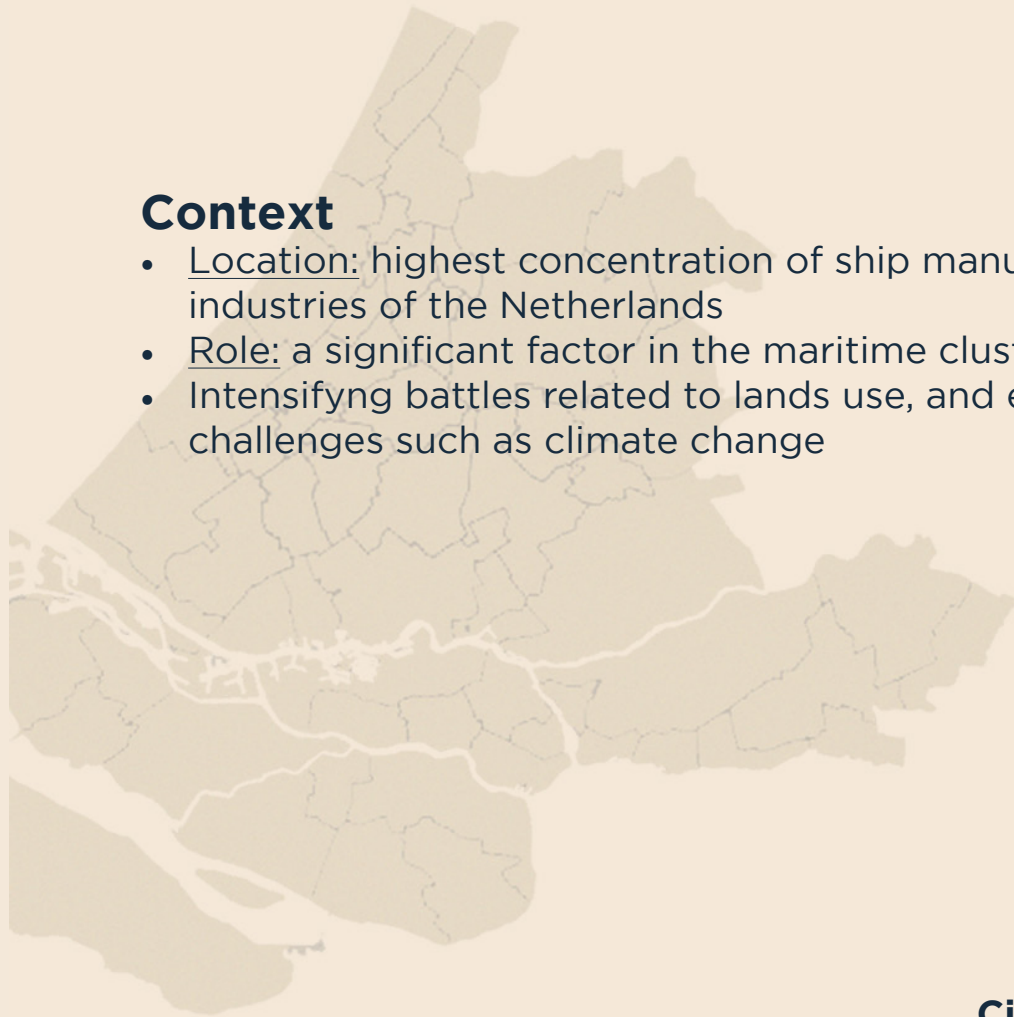 Context
• Location: highest concentration of ship manu
industries of the Netherlands
• Role: a significant factor in the maritime clus
• Intensifyng battles related to lands use, and e
challenges such as climate change
Ci